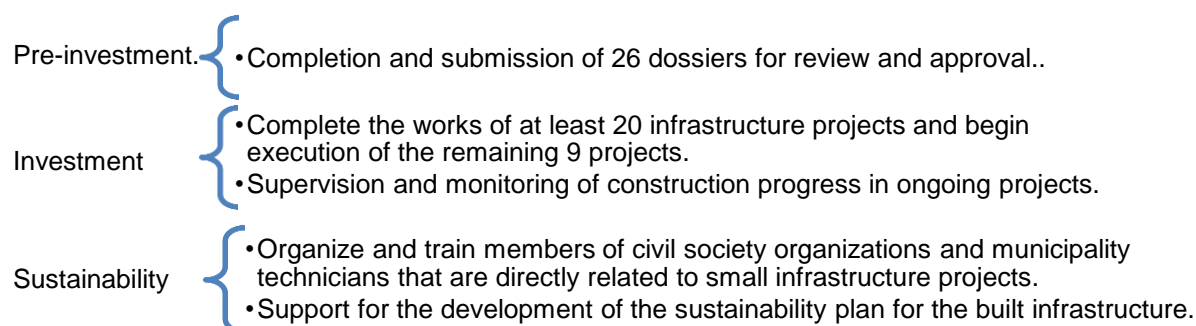 Pre-investment.
•Completion and submission of 26 dossiers for review and approval..
Investment
•Complete the works of at least 20 infrastructure projects and begin
execution of the remaining 9 projects.
•Supervision and monitoring of construction progress in ongoing projects.
Sustainability
•Organize and train members of civil society organizations and municipality
technicians that are directly related to small infrastructure projects.
•Support for the development of the sustainability plan for the built infrastructure.